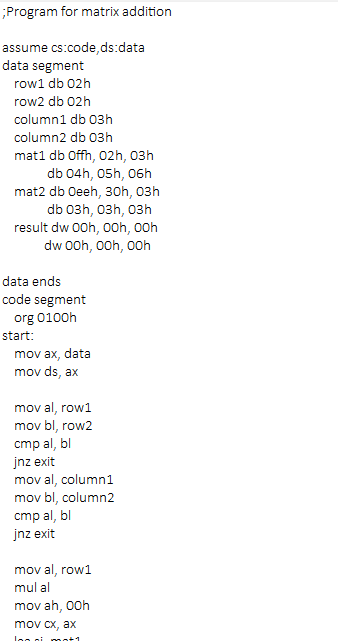 ;Program for matrix addition
assume cs:code,ds:data
data segment
row1 db 02h
row2 db 02h
column1 db 03h
column2 db 03h
mat1 db 0ffh, 02h, 03h
db 04h, 05h, 06h
mat2 db 0eeh, 30h, 03h
db 03h, 03h, 03h
result dw 00h, 00h, 00h
dw 00h, 00h, 00h
data ends
code segment
org 0100h
start:
mov ax, data
mov ds, ax
mov al, row1
mov bl, row2
cmp al, bl
jnz exit
mov al, column1
mov bl, column2
cmp al, bl
jnz exit
mov al, row1
mul al
mov ah, 00h
mov cx, ax
lea si, mat1